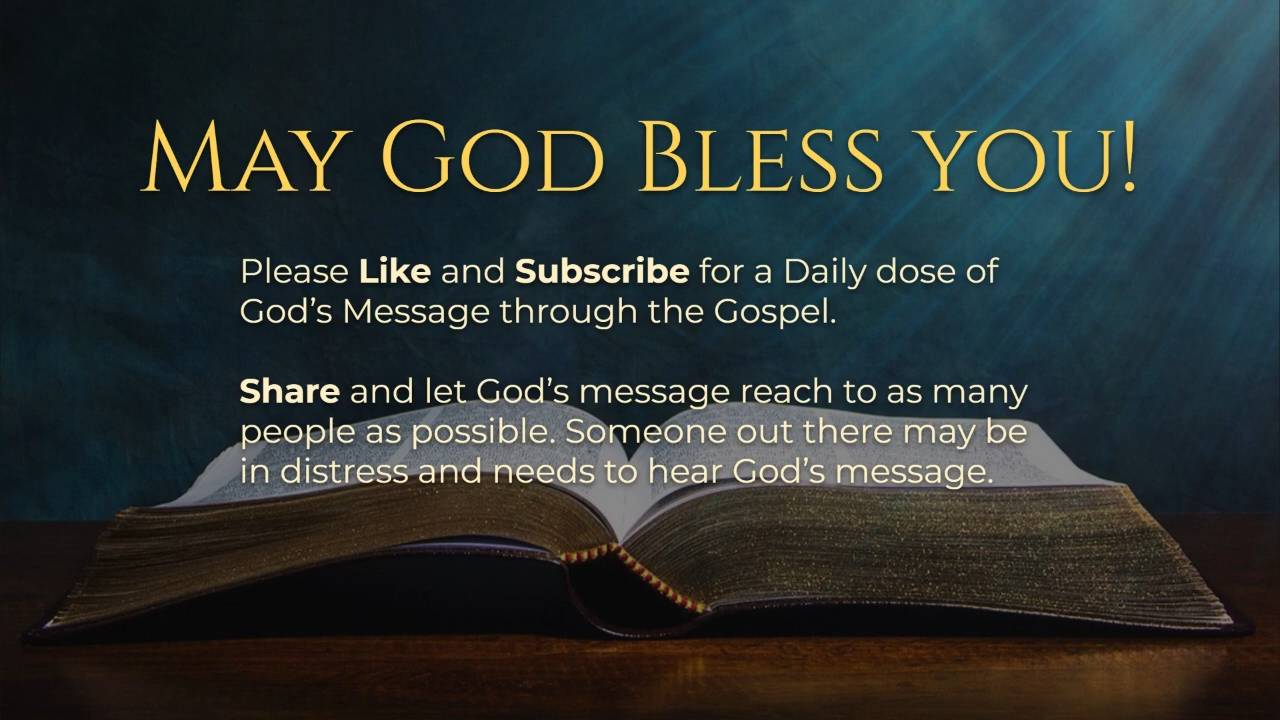 May God Bless you!
Please Like and Subscribe for a Daily dose of
God’s Message through the Gospel.
Share and let God’s message reach to as many
people as possible. Someone out there may be
in distress and needs to hear God’s message.